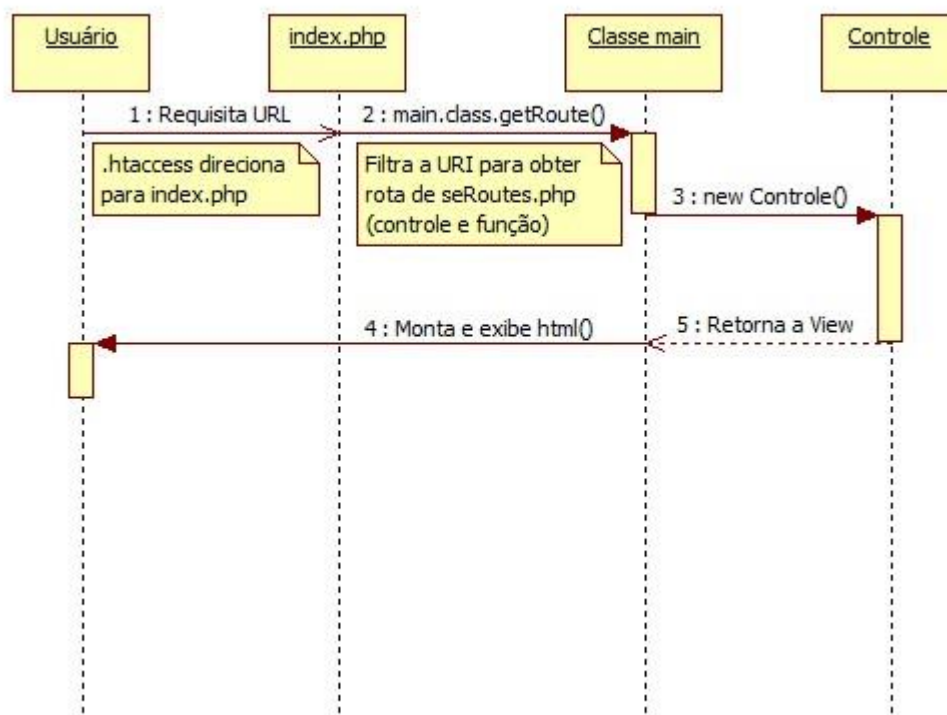 Usuário
index.php
Classe main
Controle
1 : Requisita URL
2 : main.class.getRoute()
.htaccess direciona
para index.php
Filtra a URI para obter
rota de seRoutes.php
(controle e função)
3 : new Controle()
4 : Monta e exibe html()
5 : Retorna a View